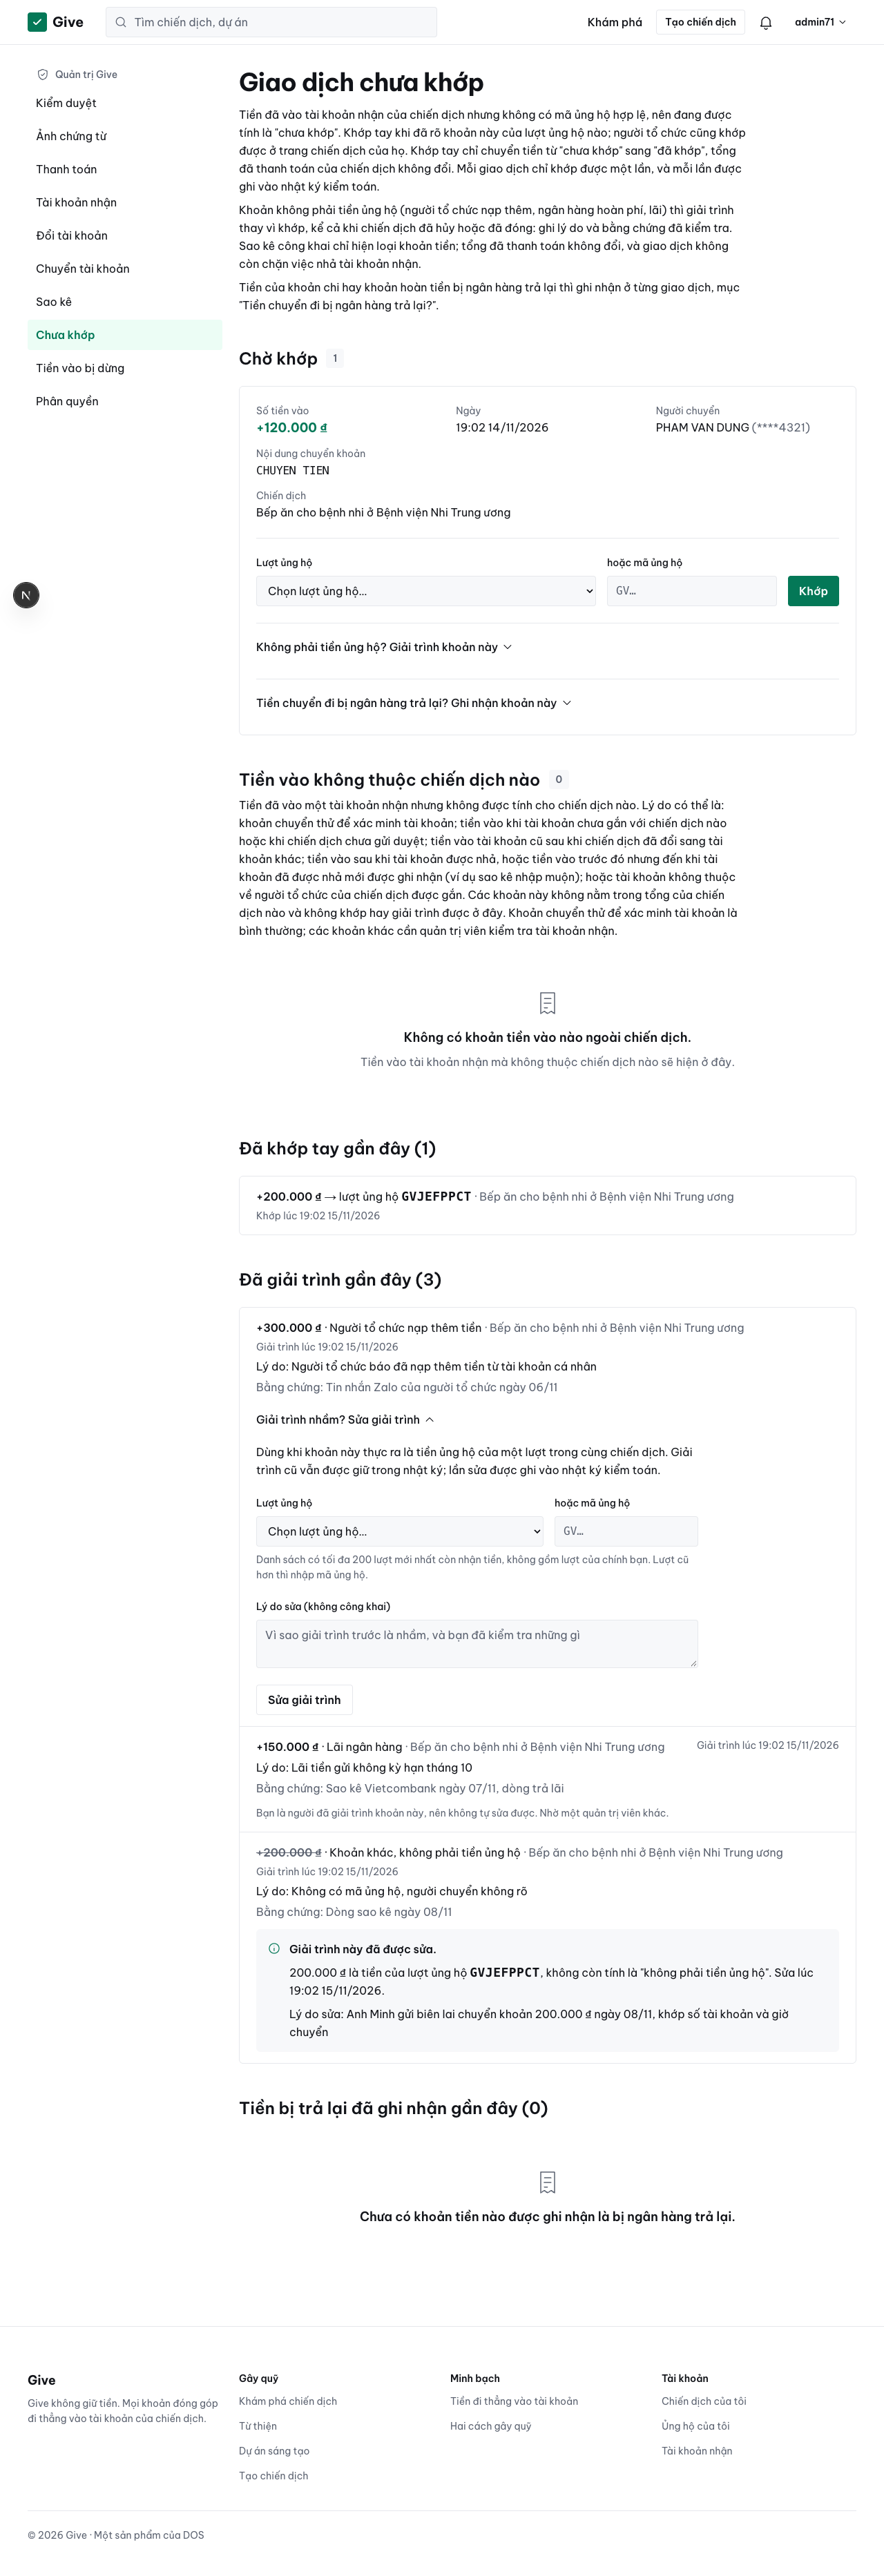 Give
Tìm chiến dịch, dự án
Khám phá
Tạo chiến dịch
admin71
Quản trị Give
Kiểm duyệt
Ảnh chứng từ
Thanh toán
Tài khoản nhận
Đổi tài khoản
Chuyển tài khoản
Sao kê
Chưa khớp
Tiền vào bị dừng
Phân quyền
Giao dịch chưa khớp
Tiền đã vào tài khoản nhận của chiến dịch nhưng không có mã ủng hộ hợp lệ, nên đang được
tính là "chưa khớp". Khớp tay khi đã rõ khoản này của lượt ủng hộ nào; người tổ chức cũng khớp
được ở trang chiến dịch của họ. Khớp tay chỉ chuyển tiền từ "chưa khớp" sang "đã khớp", tổng
đã thanh toán của chiến dịch không đổi. Mỗi giao dịch chỉ khớp được một lần, và mỗi lần được
ghi vào nhật ký kiểm toán.
Khoản không phải tiền ủng hộ (người tổ chức nạp thêm, ngân hàng hoàn phí, lãi) thì giải trình
thay vì khớp, kể cả khi chiến dịch đã hủy hoặc đã đóng: ghi lý do và bằng chứng đã kiểm tra.
Sao kê công khai chỉ hiện loại khoản tiền; tổng đã thanh toán không đổi, và giao dịch không
còn chặn việc nhả tài khoản nhận.
Tiền của khoản chi hay khoản hoàn tiền bị ngân hàng trả lại thì ghi nhận ở từng giao dịch, mục
"Tiền chuyển đi bị ngân hàng trả lại?".
Chờ khớp 1
Số tiền vào
+120.000 ₫
Ngày
19:02 14/11/2026
Người chuyển
PHAM VAN DUNG (****4321)
Nội dung chuyển khoản
CHUYEN TIEN
Chiến dịch
Bếp ăn cho bệnh nhi ở Bệnh viện Nhi Trung ương
Lượt ủng hộ
hoặc mã ủng hộ
Chọn lượt ủng hộ...
GV…
Khớp
Không phải tiền ủng hộ? Giải trình khoản này
Tiền chuyển đi bị ngân hàng trả lại? Ghi nhận khoản này
Tiền vào không thuộc chiến dịch nào 0
Tiền đã vào một tài khoản nhận nhưng không được tính cho chiến dịch nào. Lý do có thể là:
khoản chuyển thử để xác minh tài khoản; tiền vào khi tài khoản chưa gắn với chiến dịch nào
hoặc khi chiến dịch chưa gửi duyệt; tiền vào tài khoản cũ sau khi chiến dịch đã đổi sang tài
khoản khác; tiền vào sau khi tài khoản được nhả, hoặc tiền vào trước đó nhưng đến khi tài
khoản đã được nhả mới được ghi nhận (ví dụ sao kê nhập muộn); hoặc tài khoản không thuộc
về người tổ chức của chiến dịch được gắn. Các khoản này không nằm trong tổng của chiến
dịch nào và không khớp hay giải trình được ở đây. Khoản chuyển thử để xác minh tài khoản là
bình thường; các khoản khác cần quản trị viên kiểm tra tài khoản nhận.
Không có khoản tiền vào nào ngoài chiến dịch.
Tiền vào tài khoản nhận mà không thuộc chiến dịch nào sẽ hiện ở đây.
Đã khớp tay gần đây (1)
+200.000 ₫ → lượt ủng hộ GVJEFPPCT · Bếp ăn cho bệnh nhi ở Bệnh viện Nhi Trung ương
Khớp lúc 19:02 15/11/2026
Đã giải trình gần đây (3)
+300.000 ₫ · Người tổ chức nạp thêm tiền · Bếp ăn cho bệnh nhi ở Bệnh viện Nhi Trung ương
Giải trình lúc 19:02 15/11/2026
Lý do: Người tổ chức báo đã nạp thêm tiền từ tài khoản cá nhân
Bằng chứng: Tin nhắn Zalo của người tổ chức ngày 06/11
Giải trình nhầm? Sửa giải trình
Dùng khi khoản này thực ra là tiền ủng hộ của một lượt trong cùng chiến dịch. Giải
trình cũ vẫn được giữ trong nhật ký; lần sửa được ghi vào nhật ký kiểm toán.
Lượt ủng hộ
hoặc mã ủng hộ
Chọn lượt ủng hộ...
GV…
Danh sách có tối đa 200 lượt mới nhất còn nhận tiền, không gồm lượt của chính bạn. Lượt cũ
hơn thì nhập mã ủng hộ.
Lý do sửa (không công khai)
Vì sao giải trình trước là nhầm, và bạn đã kiểm tra những gì
Sửa giải trình
+150.000 ₫ · Lãi ngân hàng · Bếp ăn cho bệnh nhi ở Bệnh viện Nhi Trung ương
Giải trình lúc 19:02 15/11/2026
Lý do: Lãi tiền gửi không kỳ hạn tháng 10
Bằng chứng: Sao kê Vietcombank ngày 07/11, dòng trả lãi
Bạn là người đã giải trình khoản này, nên không tự sửa được. Nhờ một quản trị viên khác.
+200.000 ₫ · Khoản khác, không phải tiền ủng hộ · Bếp ăn cho bệnh nhi ở Bệnh viện Nhi Trung ương
Giải trình lúc 19:02 15/11/2026
Lý do: Không có mã ủng hộ, người chuyển không rõ
Bằng chứng: Dòng sao kê ngày 08/11
Giải trình này đã được sửa.
200.000 ₫ là tiền của lượt ủng hộ GVJEFPPCT, không còn tính là "không phải tiền ủng hộ". Sửa lúc
19:02 15/11/2026.
Lý do sửa: Anh Minh gửi biên lai chuyển khoản 200.000 ₫ ngày 08/11, khớp số tài khoản và giờ
chuyển
Tiền bị trả lại đã ghi nhận gần đây (0)
Chưa có khoản tiền nào được ghi nhận là bị ngân hàng trả lại.
Give
Give không giữ tiền. Mọi khoản đóng góp
đi thẳng vào tài khoản của chiến dịch.
Gây quỹ
Khám phá chiến dịch
Từ thiện
Dự án sáng tạo
Tạo chiến dịch
Minh bạch
Tiền đi thẳng vào tài khoản
Hai cách gây quỹ
Tài khoản
Chiến dịch của tôi
Ủng hộ của tôi
Tài khoản nhận
© 2026 Give · Một sản phẩm của DOS